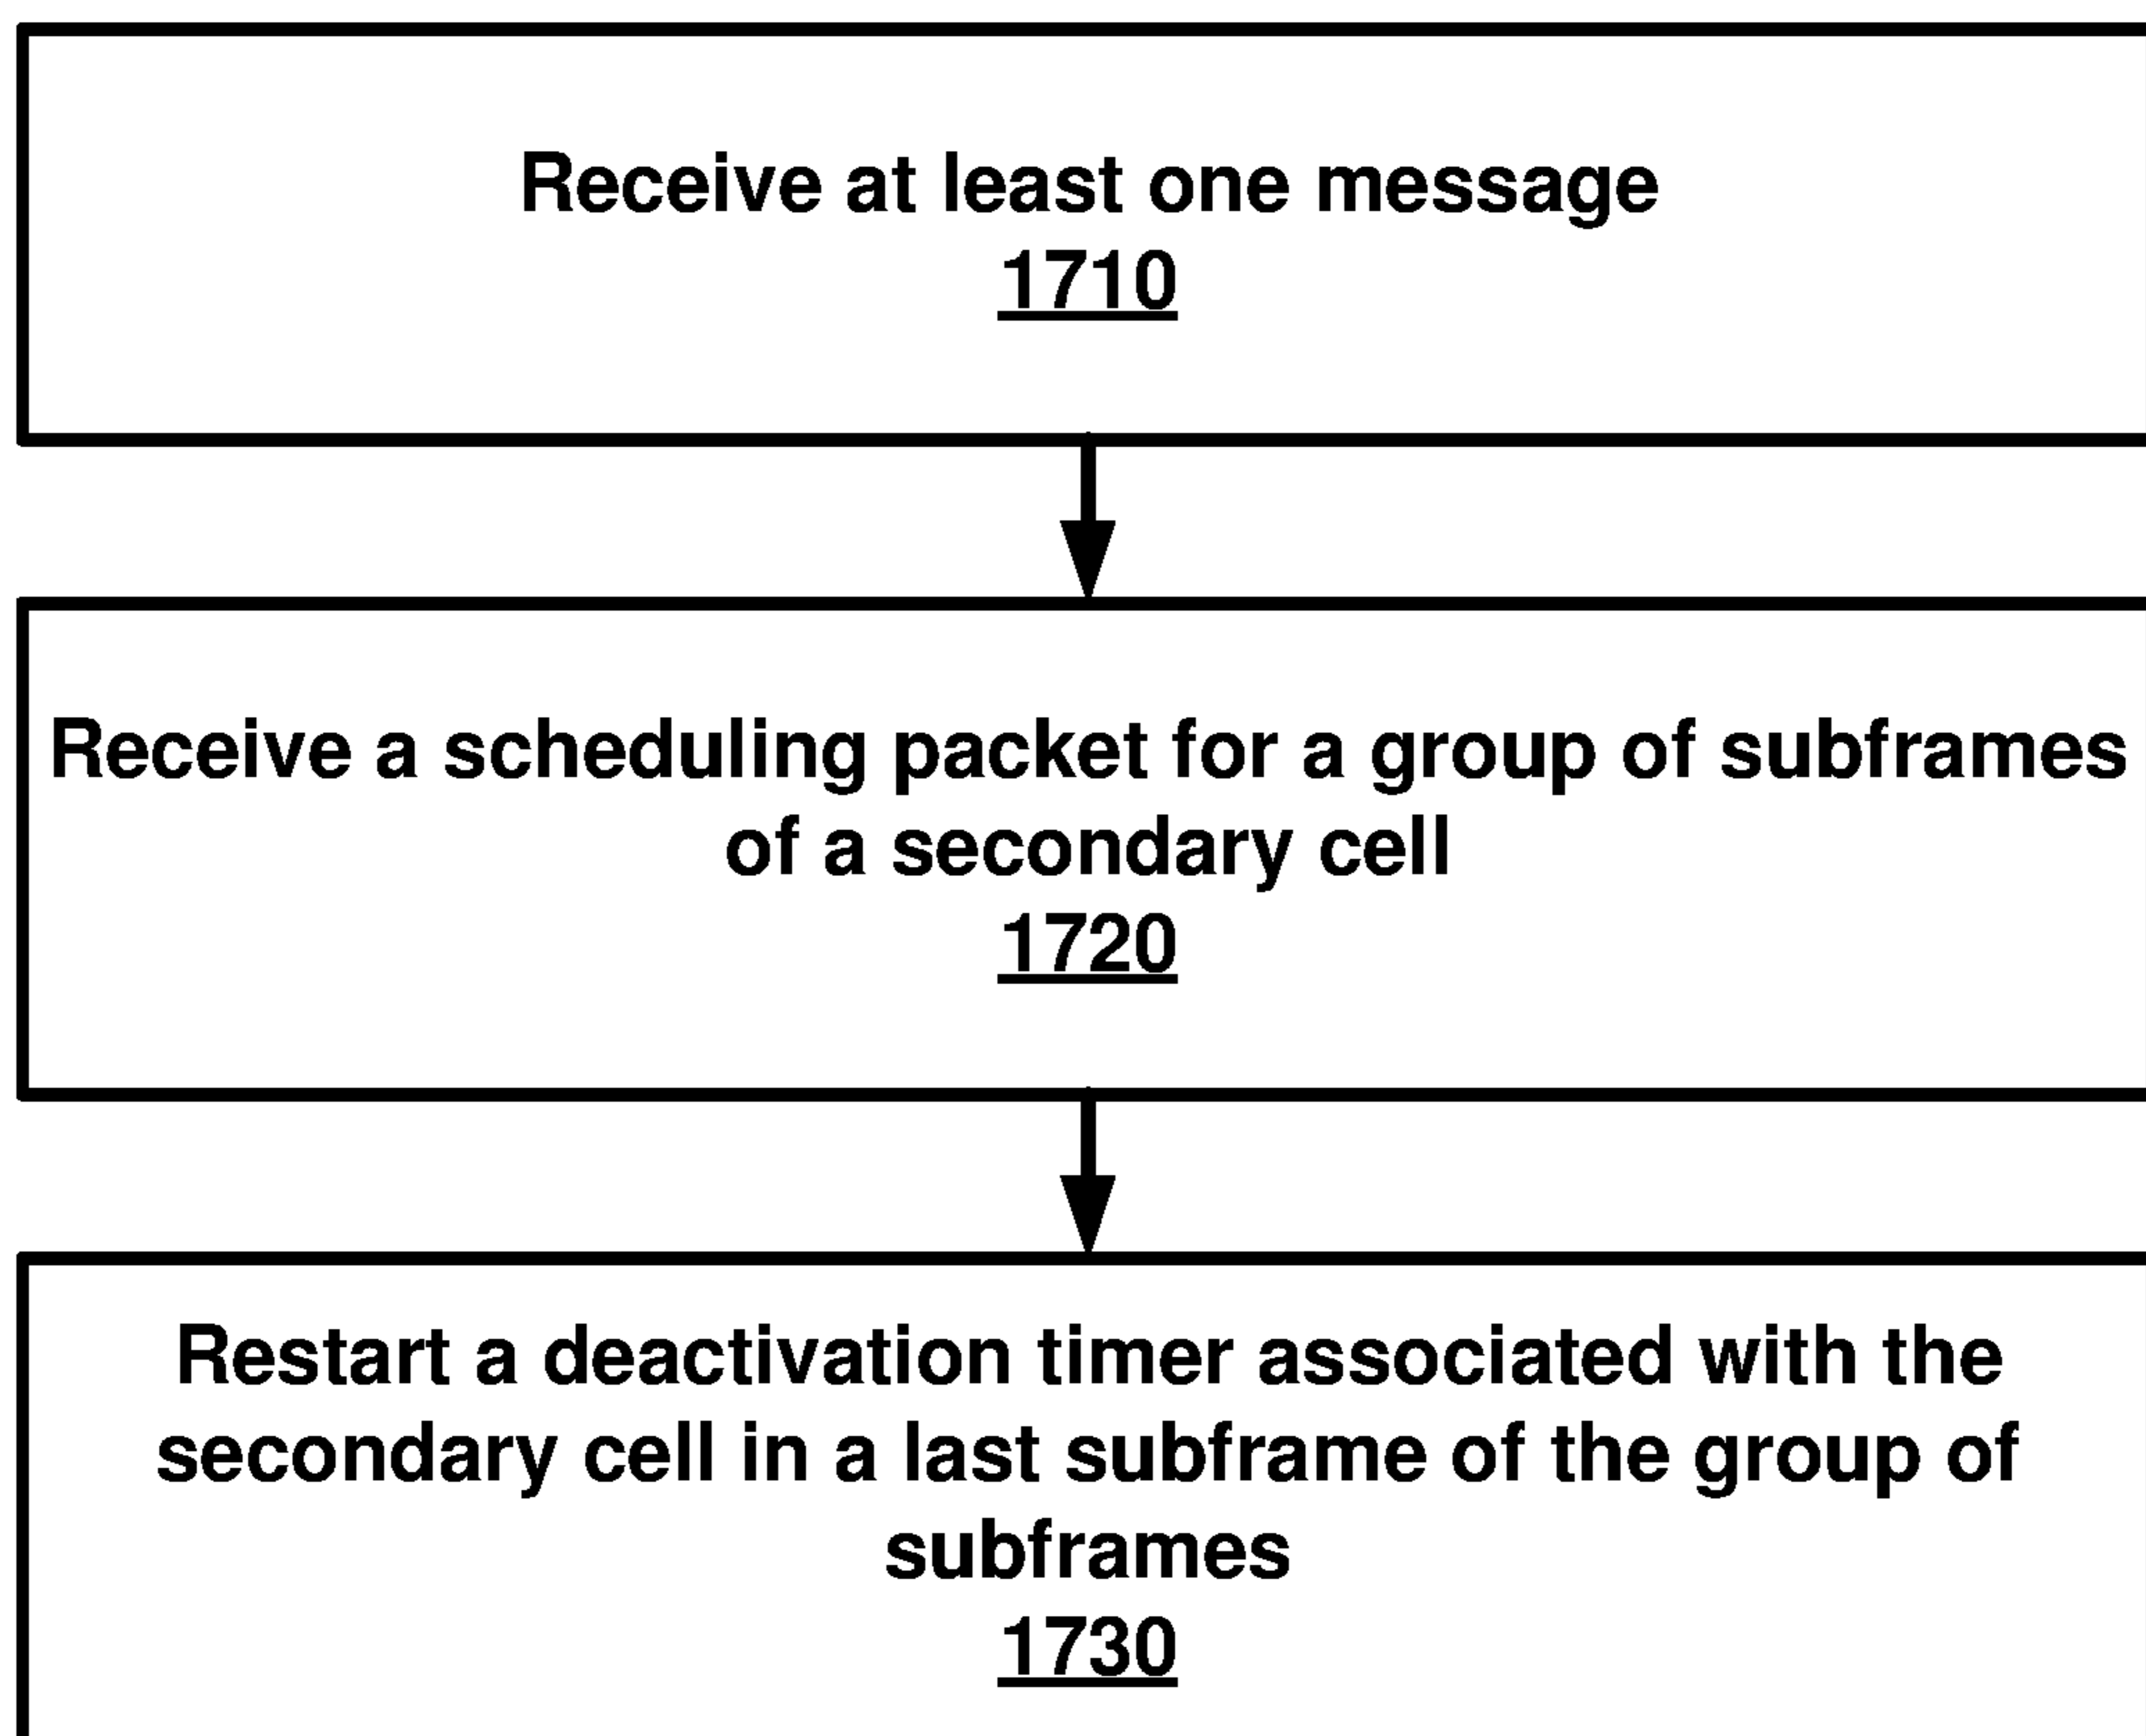 Receive at least one message
1710
Receive a scheduling packet for a group of subframes
of a secondary cell
1720
Restart a deactivation timer associated with the
secondary cell in a last subframe of the group of
subframes
1730